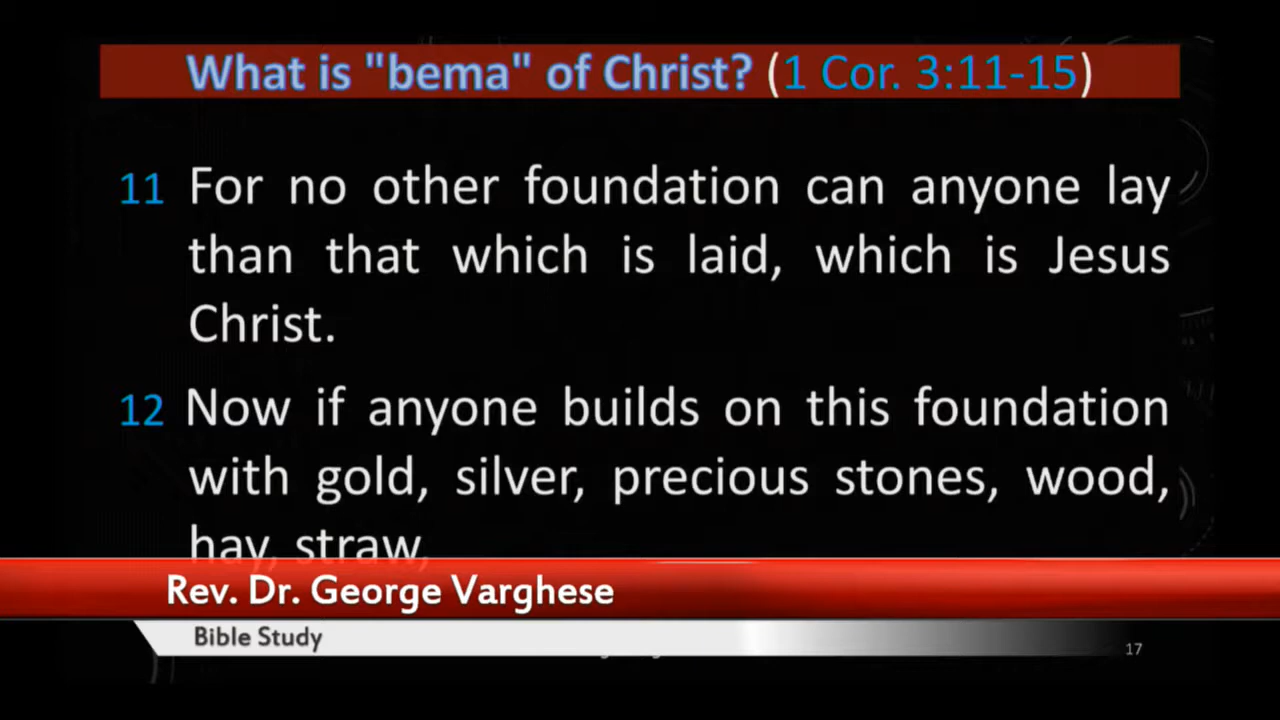 What is "bema" of Christ? (1 Cor. 3:11-15)
11 For no other foundation can anyone lay
than that which is laid, which is Jesus
Christ.
12 Now if anyone builds on this foundation
with gold, silver, precious stones, wood,
hay, straw,
Rev. Dr. George Varghese
Bible Study
17